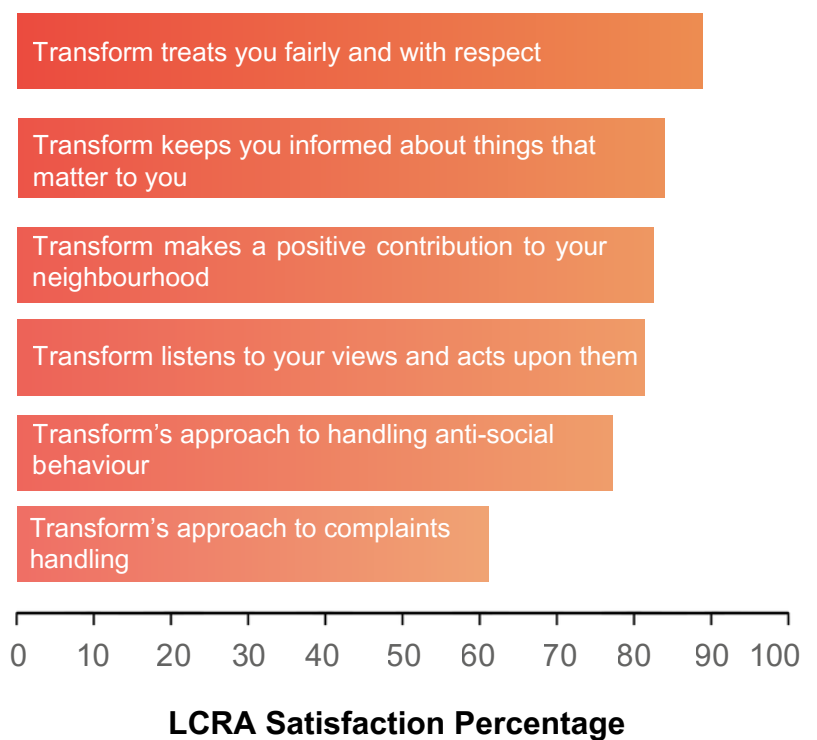 Transform treats you fairly and with respect
Transform keeps you informed about things that
matter to you
Transform makes a positive contribution to your
neighbourhood
Transform listens to your views and acts upon them
Transform’s approach to handling anti-social
behaviour
Transform’s approach to complaints
handling
0 10 20 30 40 50 60 70 80 90 100
LCRA Satisfaction Percentage